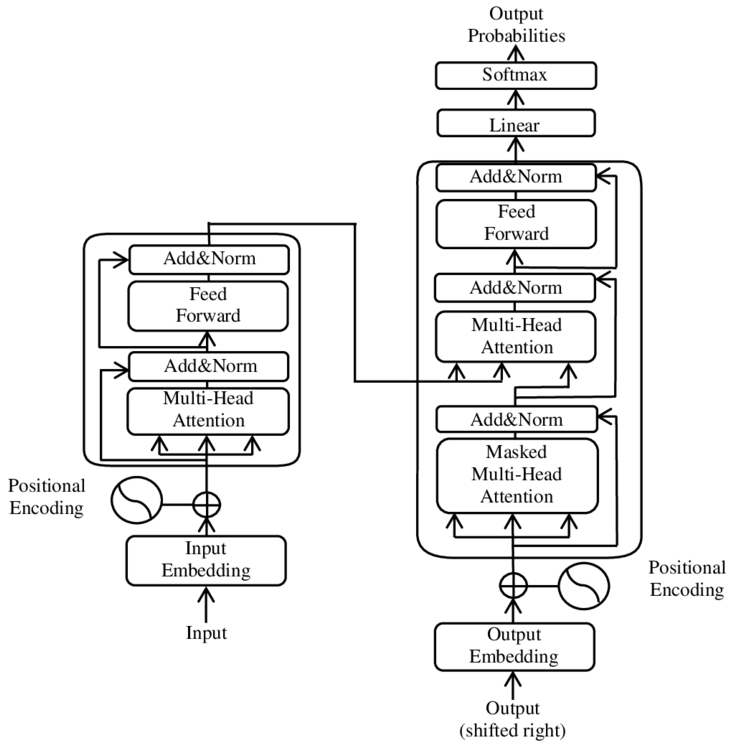 Output
Probabilities
Softmax
Linear
Add&Norm
Feed
Forward
Add&Norm
Multi-Head
Attention
Add&Norm
Masked
Multi-Head
Attention
Positional
Encoding
Output
Embedding
Output
(shifted right)
Add&Norm
Feed
Forward
Add&Norm
Multi-Head
Attention
Positional
Encoding
Input
Embedding
Input